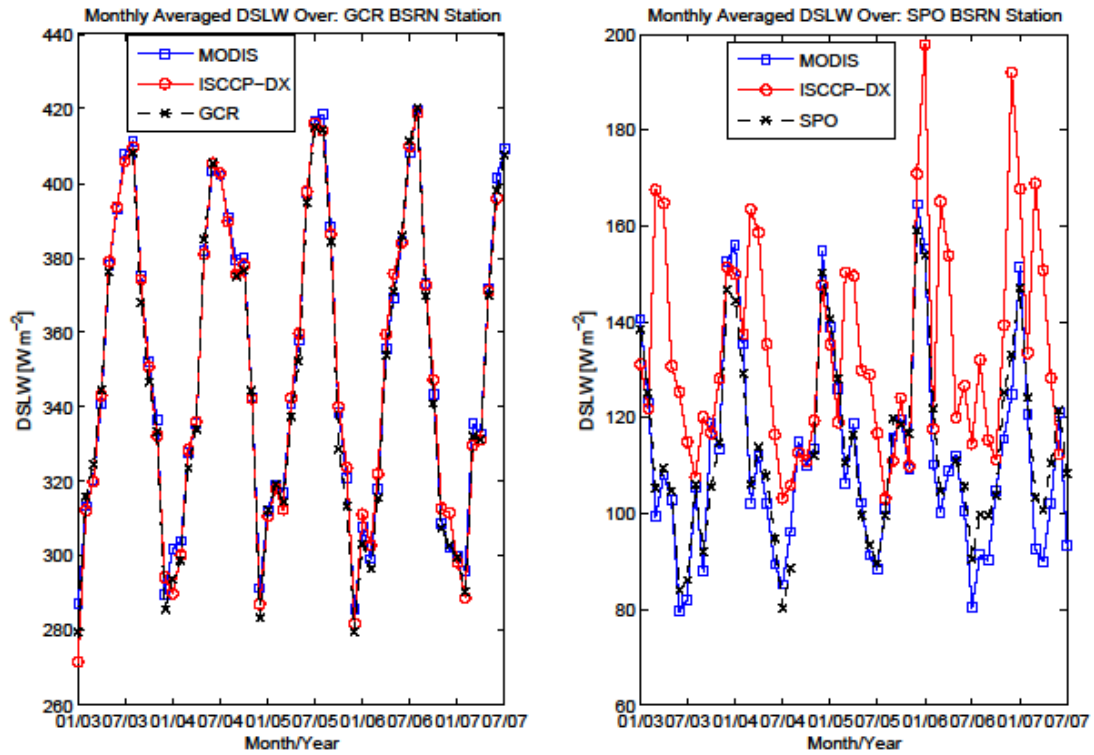 Monthly Averaged DSLW Over: GCR BSRN Station
440
420
400
380
360
340
320
300
280
260
DSLW [W m−2]
MODIS
ISCCP−DX
GCR
01/03 07/03 01/04 07/04 01/05 07/05 01/06 07/06 01/07 07/07
Month/Year
Monthly Averaged DSLW Over: SPO BSRN Station
200
180
160
140
120
100
80
60
DSLW [W m−2]
MODIS
ISCCP−DX
SPO
01/03 07/03 01/04 07/04 01/05 07/05 01/06 07/06 01/07 07/07
Month/Year